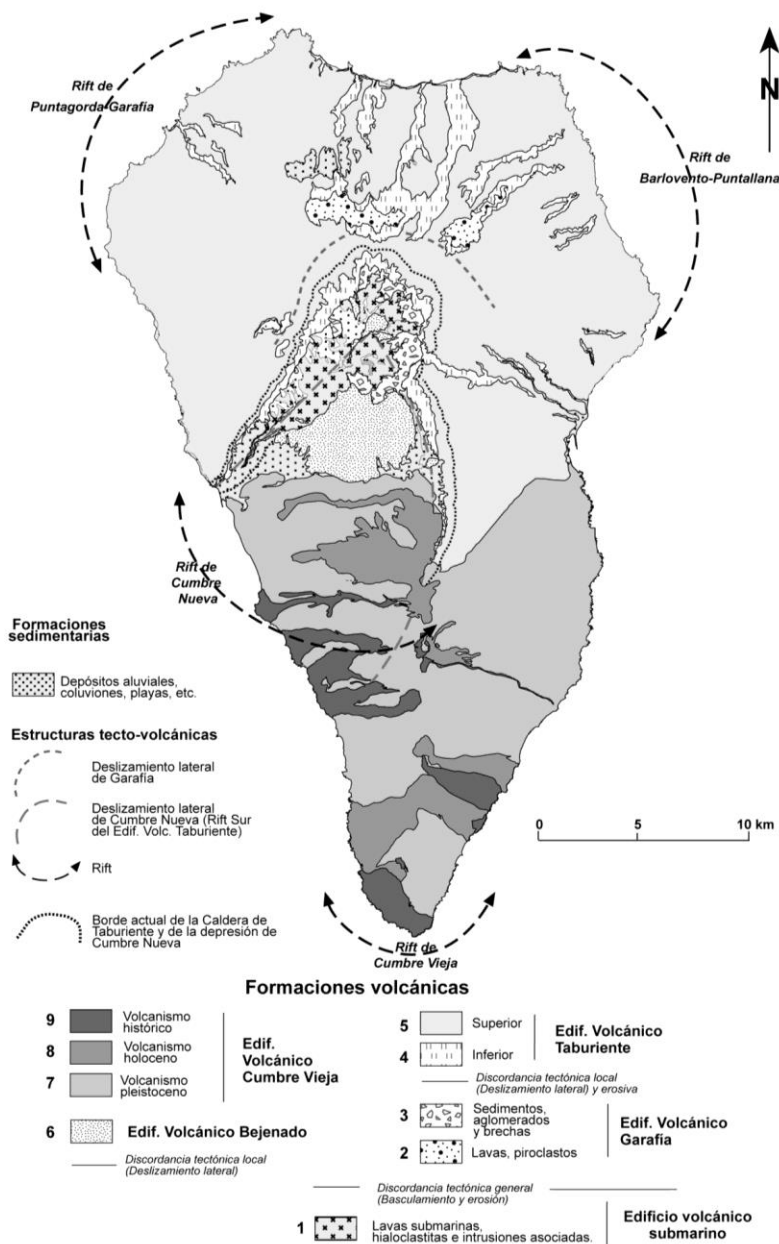 Rift de
Puntagorda-Garafía
N
Rift de
Barlovento-Puntallana
Rift de
Cumbre
Nueva
Formaciones
sedimentarias
Depósitos aluviales,
coluviones, playas, etc.
Estructuras tecto-volcánicas
Deslizamiento lateral
de Garafía
Deslizamiento lateral
de Cumbre Nueva (Rift Sur
del Edif. Volc. Taburiente)
Rift
Borde actual de la Caldera de
Taburiente y de la depresión de
Cumbre Nueva
0 5 10 km
Rift de
Cumbre Vieja
Formaciones volcánicas
9 Volcanismo
histórico
8 Volcanismo
holoceno
7 Volcanismo
pleistoceno
Edif.
Volcánico
Cumbre Vieja
6 Edif. Volcánico Bejenado
Discordancia tectónica local
(Deslizamiento lateral)
5 Superior
4 Inferior
Edif. Volcánico
Taburiente
Discordancia tectónica local
(Deslizamiento lateral) y erosiva
3 Sedimentos,
aglomerados
y brechas
2 Lavas, piroclastos
Edif. Volcánico
Garafía
Discordancia tectónica general
(Basculamiento y erosión)
1 Lavas submarinas,
hialoclastitas e intrusiones asociadas.
Edificio volcánico
submarino